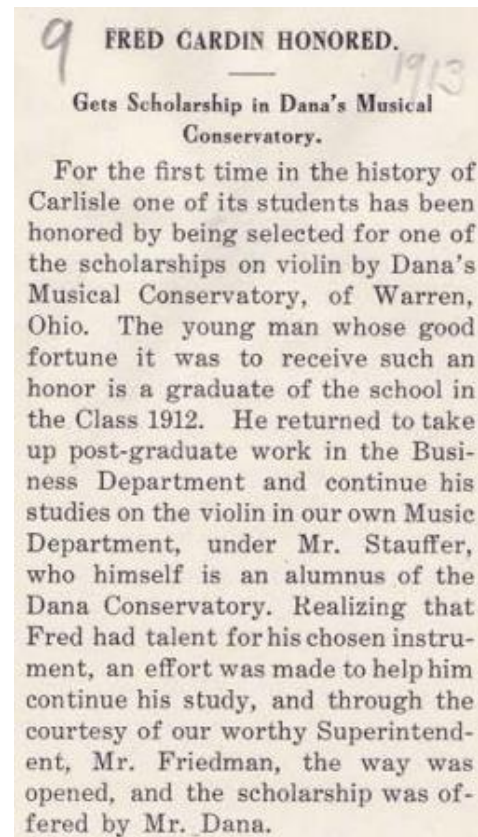 9
FRED CARDIN HONORED.
1913
Gets Scholarship in Dana's Musical
Conservatory.
For the first time in the history of
Carlisle one of its students has been
honored by being selected for one of
the scholarships on violin by Dana's
Musical Conservatory, of Warren,
Ohio. The young man whose good
fortune it was to receive such an
honor is a graduate of the school in
the Class 1912. He returned to take
up post-graduate work in the Busi-
ness Department and continue his
studies on the violin in our own Music
Department, under Mr. Stauffer,
who himself is an alumnus of the
Dana Conservatory. Realizing that
Fred had talent for his chosen instru-
ment, an effort was made to help him
continue his study, and through the
courtesy of our worthy Superintend-
ent, Mr. Friedman, the way was
opened, and the scholarship was of-
fered by Mr. Dana.